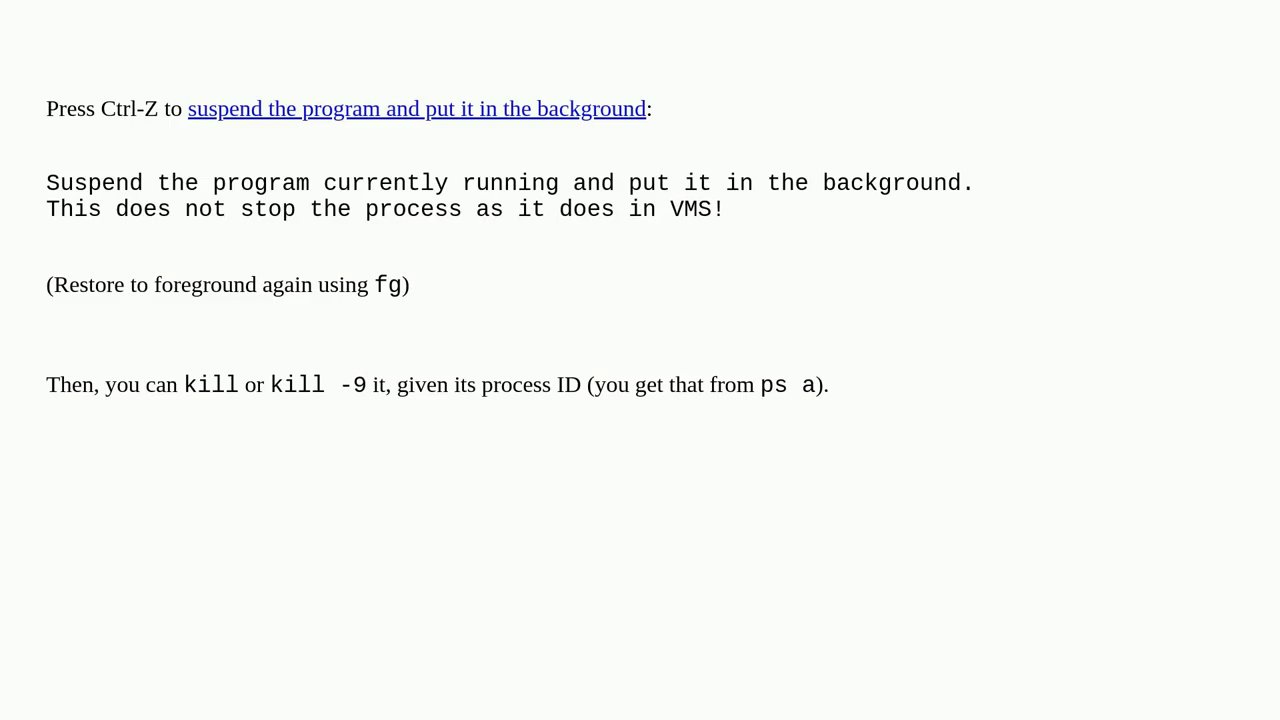 Press Ctrl-Z to suspend the program and put it in the background:
Suspend the program currently running and put it in the background.
This does not stop the process as it does in VMS!
(Restore to foreground again using fg)
Then, you can kill or kill -9 it, given its process ID (you get that from ps a).